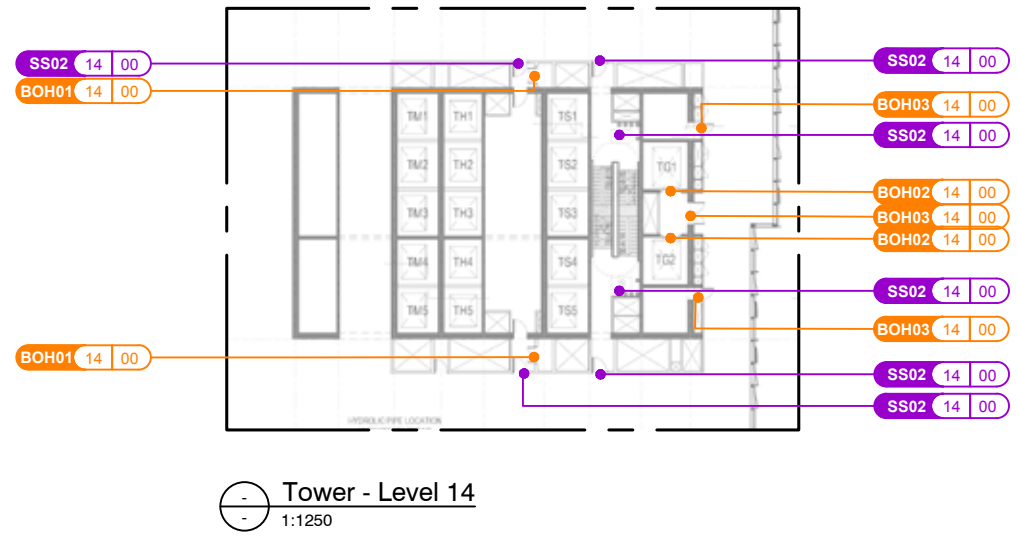 SS02 14 00
BOH01 14 00
SS02 14 00
BOH03 14 00
SS02 14 00
BOH02 14 00
BOH03 14 00
BOH02 14 00
SS02 14 00
BOH03 14 00
SS02 14 00
SS02 14 00
BOH01 14 00
TM1 TH1 TS1
TM2 TH2 TS2 TG1
TM3 TH3 TS3
TM4 TH4 TS4 TG2
TM5 TH5 TS5
HYDROLIC PIPE LOCATION
-
-
Tower - Level 14
1:1250